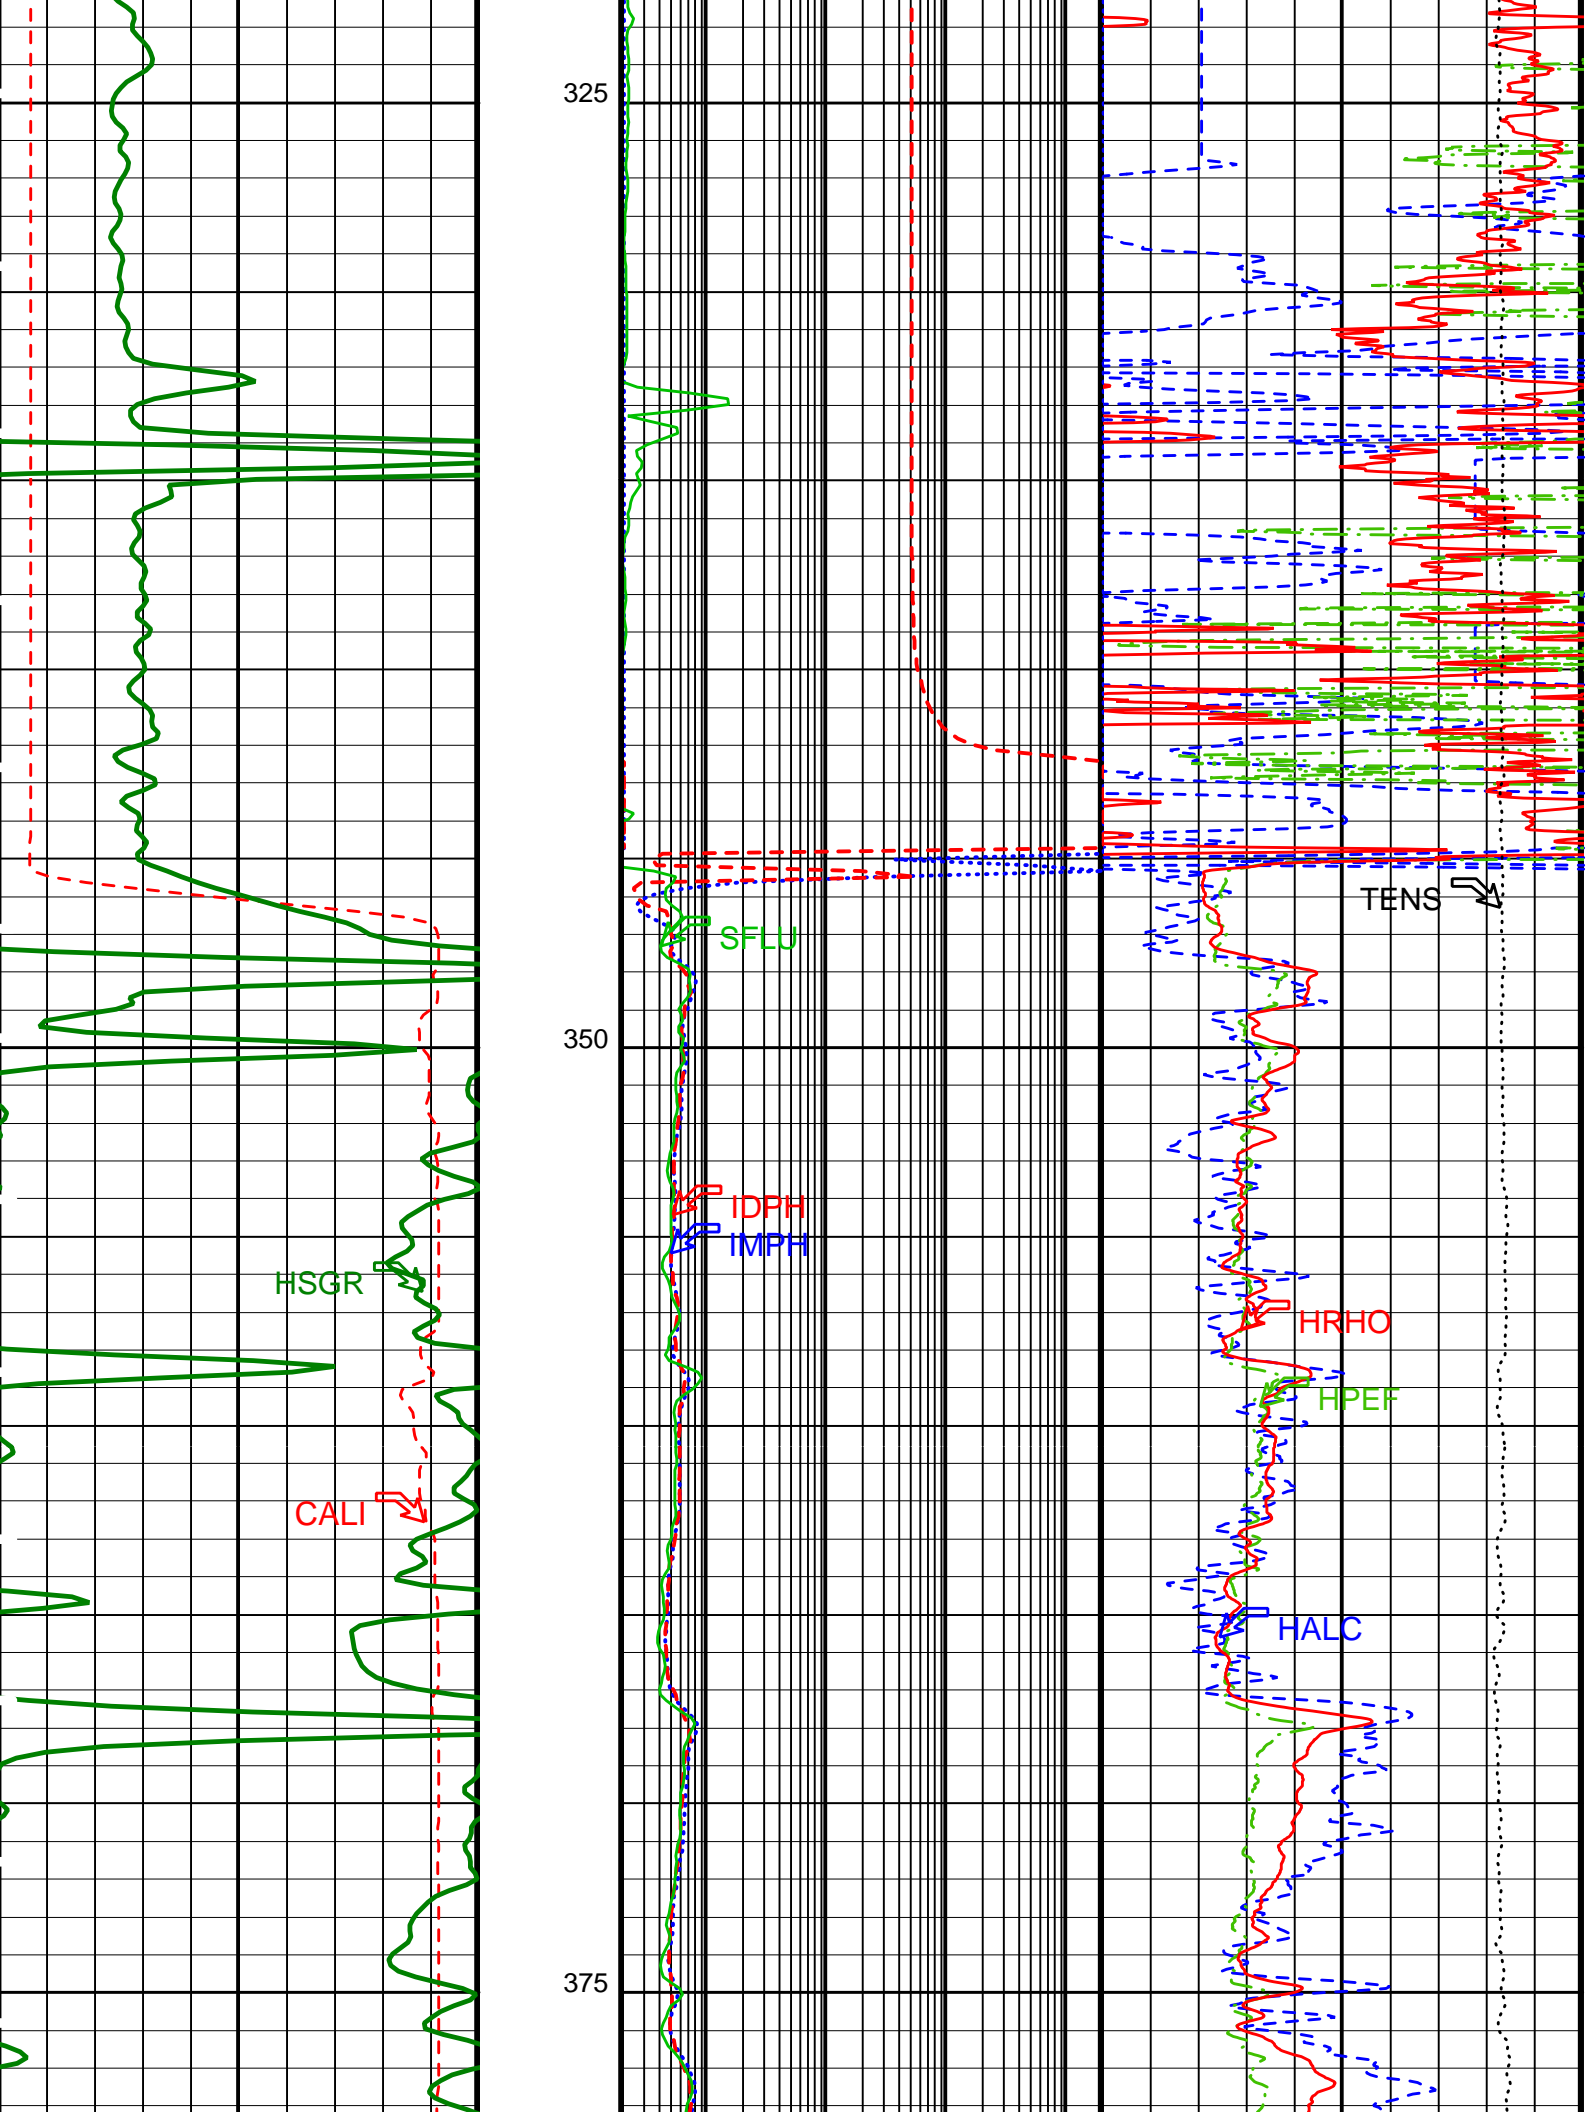 325
TENS
SFLU
350
IDPH
IMPH
HSGR
HRHO
HPEF
CALI
HALC
375